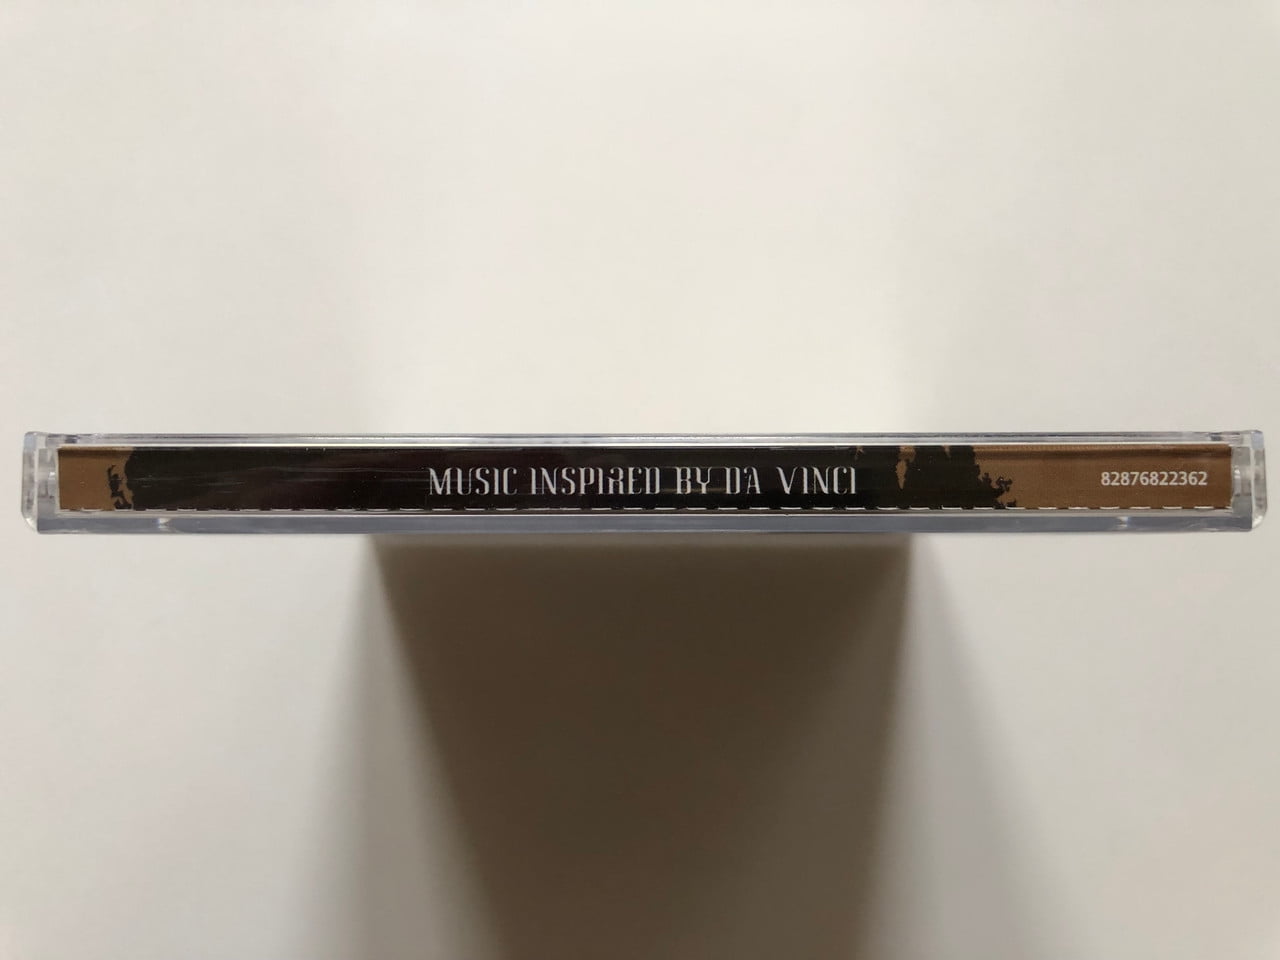 MUSIC INSPIRED BY DA VINCI
82876822362